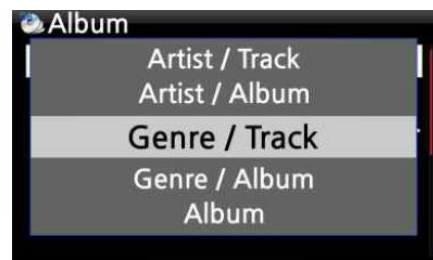 Album
Artist / Track
Artist / Album
Genre / Track
Genre / Album
Album